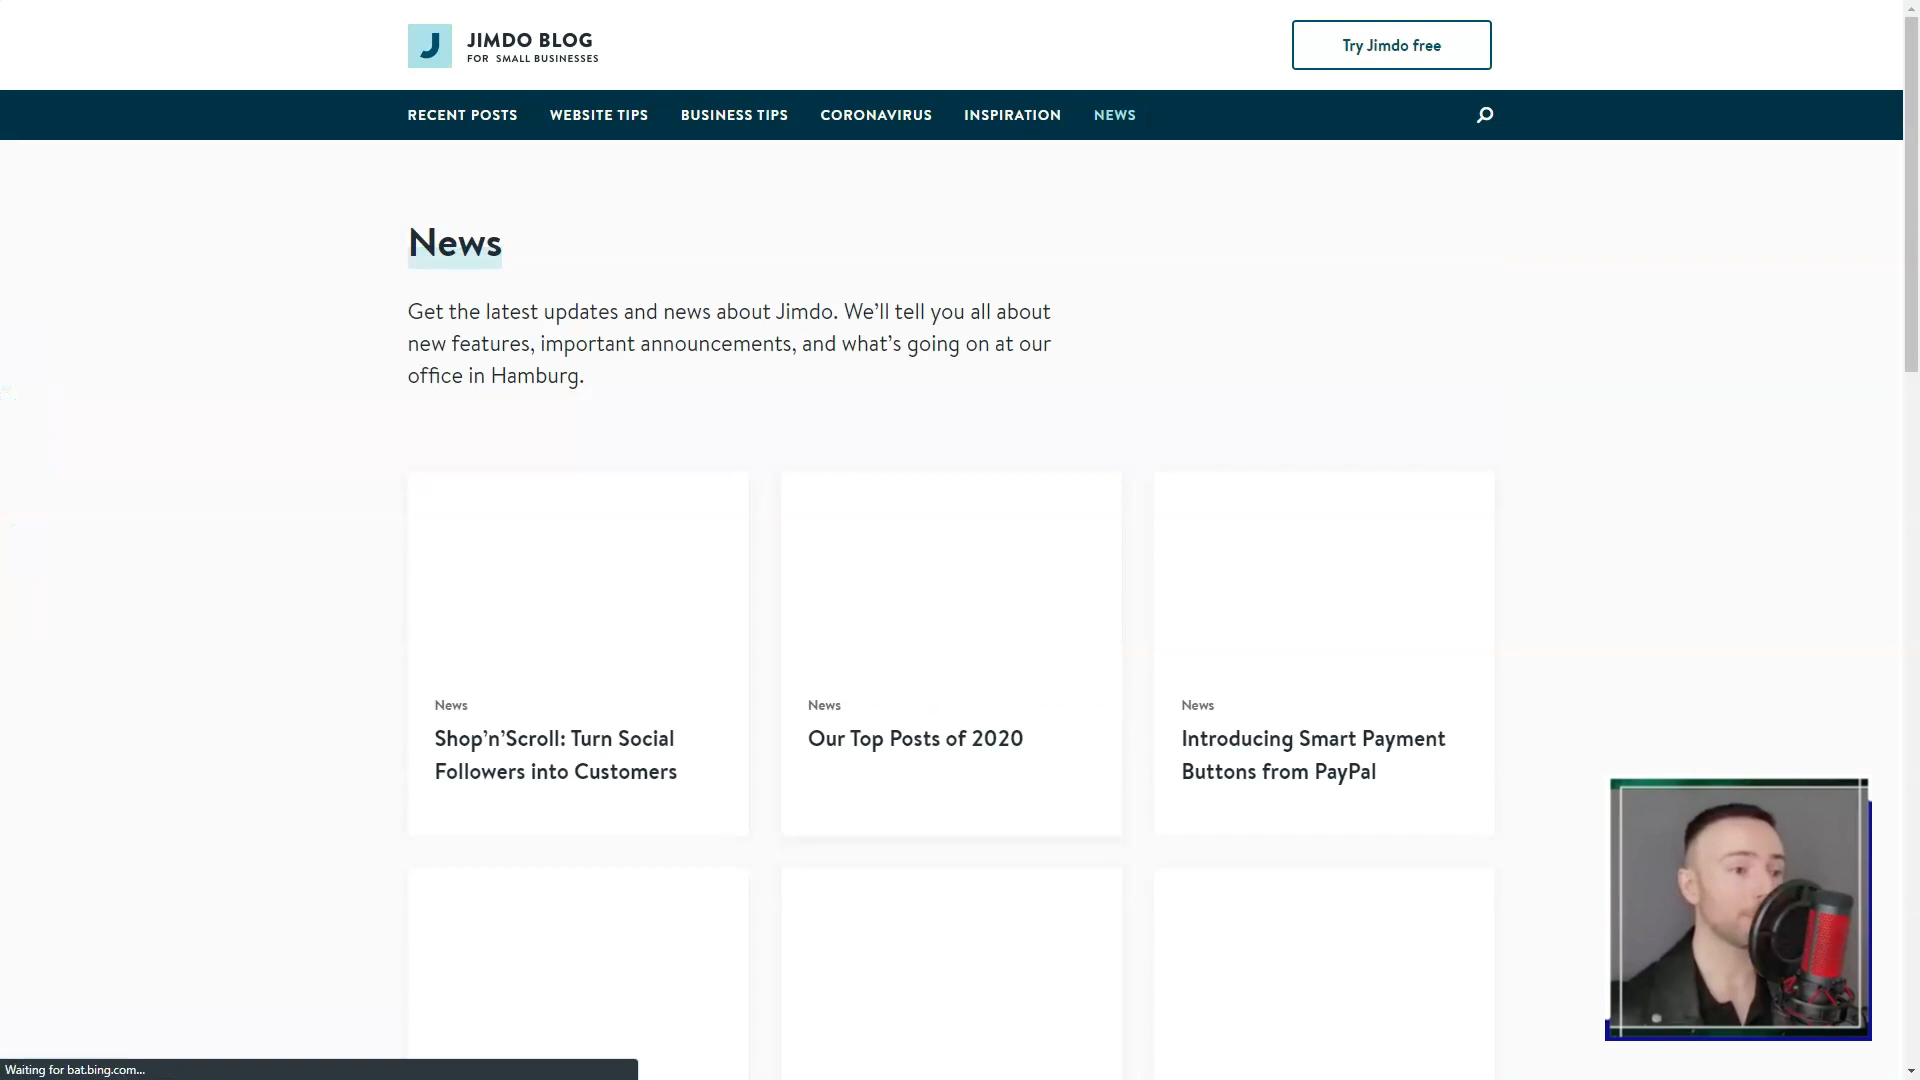 JIMDO BLOG
FOR SMALL BUSINESSES
Try Jimdo free
RECENT POSTS WEBSITE TIPS BUSINESS TIPS CORONAVIRUS INSPIRATION NEWS
News
Get the latest updates and news about Jimdo. We’ll tell you all about
new features, important announcements, and what’s going on at our
office in Hamburg.
News
Shop’n’Scroll: Turn Social
Followers into Customers
News
Our Top Posts of 2020
News
Introducing Smart Payment
Buttons from PayPal
Waiting for bat.bing.com...